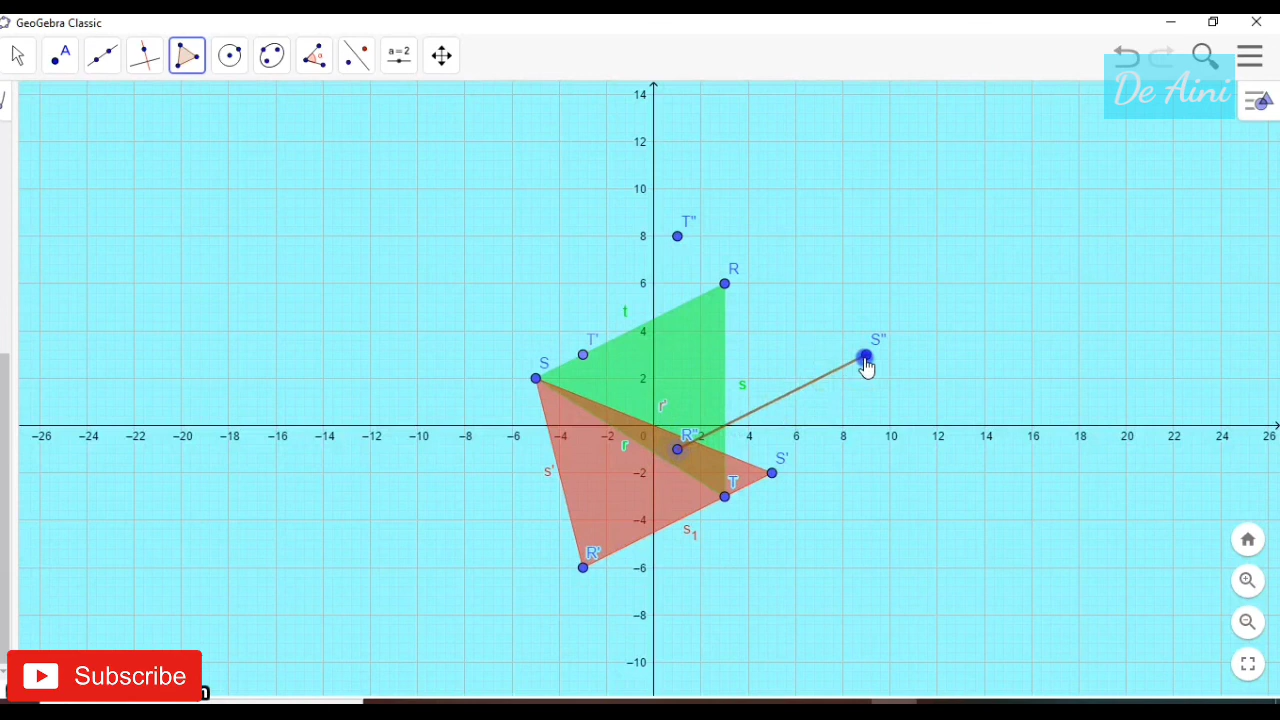 GeoGebra Classic
A
a=2
De Aini
14
12
10
T"
8
R
6
t
T'
4
S"
S
2
s
r'
-26 -24 -22 -20 -18 -16 -14 -12 -10 -8 -6 -4 -2 0 R" 2 4 6 8 10 12 14 16 18 20 22 24 26
r
S'
s'
-2
T
-4
s1
R'
-6
-8
-10
Subscribe